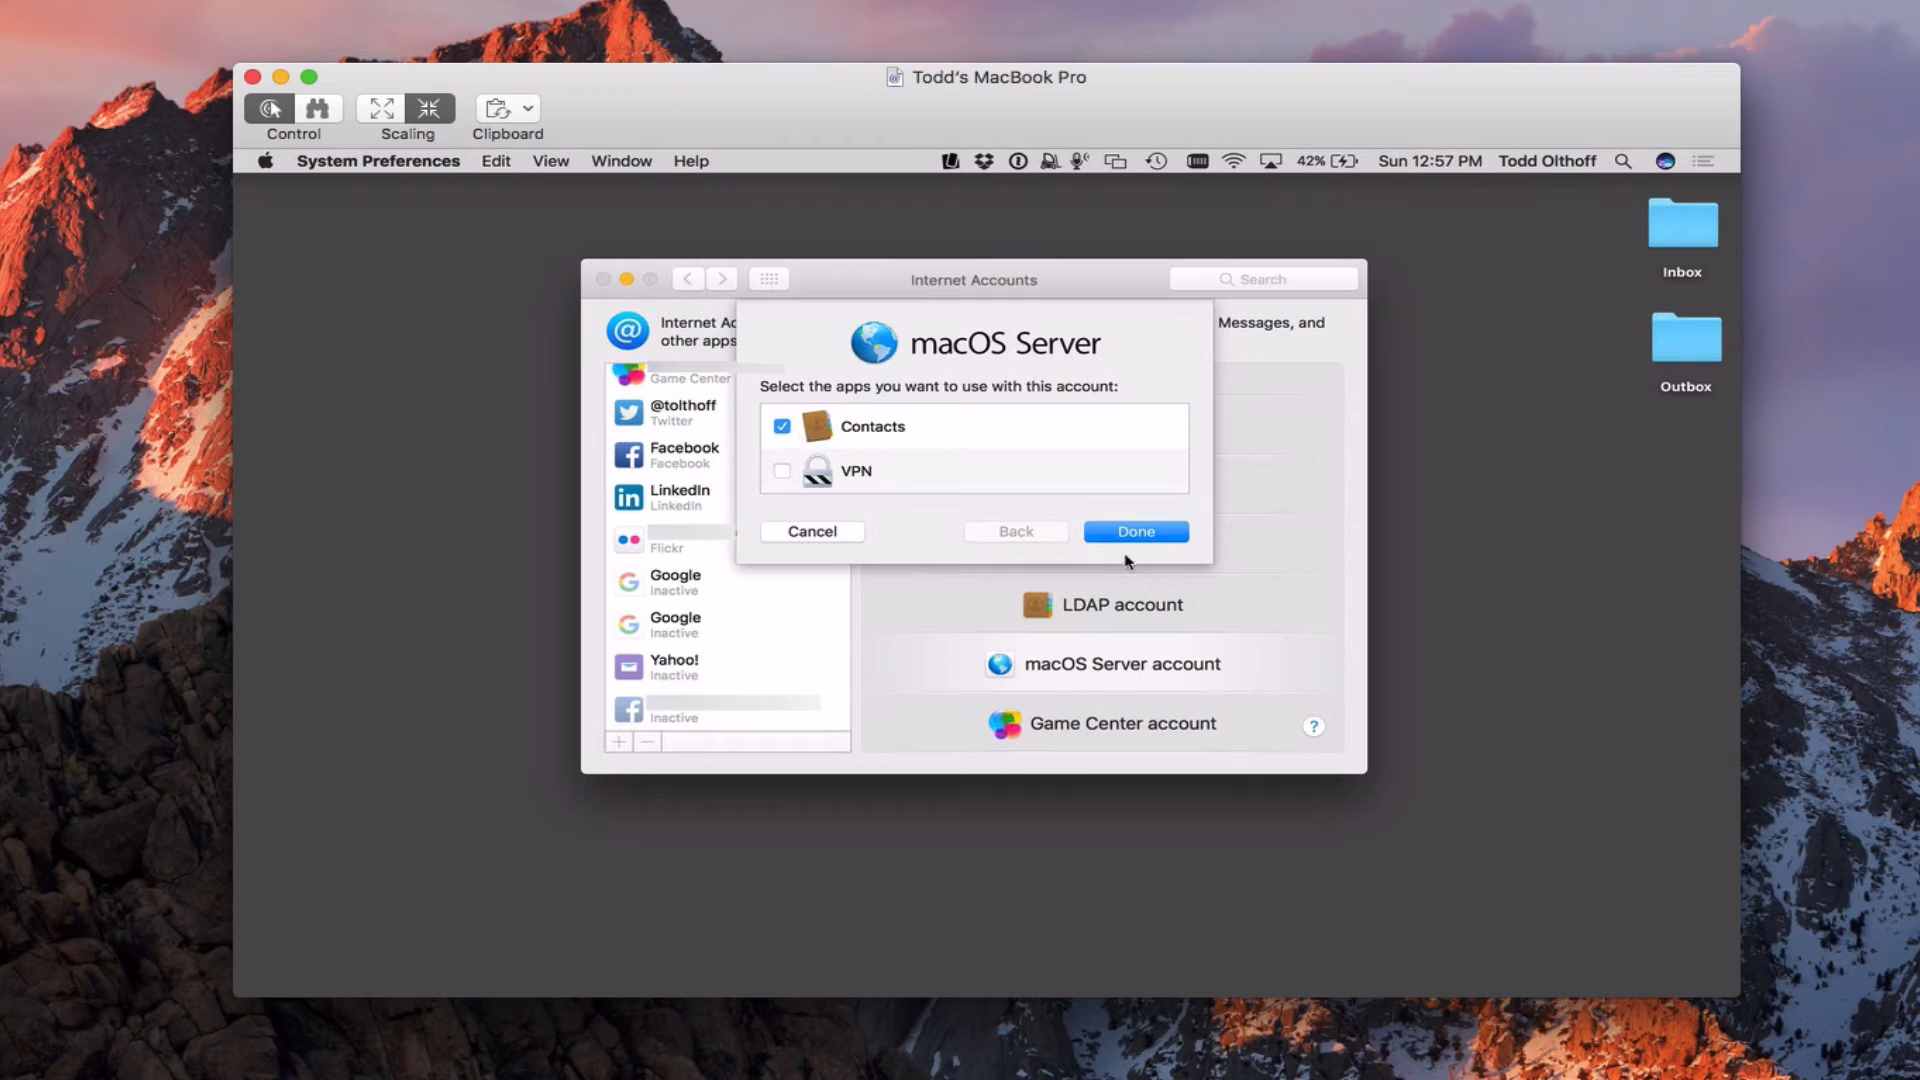 Todd's MacBook Pro
Control
Scaling
Clipboard
System Preferences Edit View Window Help
42% Sun 12:57 PM Todd Olthoff
Inbox
Outbox
Internet Accounts
Search
Internet Ac
other apps
Messages, and
macOS Server
Select the apps you want to use with this account:
Contacts
VPN
Cancel
Back
Done
Game Center
@tolthoff
Twitter
Facebook
Facebook
LinkedIn
LinkedIn
Flickr
Google
Inactive
Google
Inactive
Yahoo!
Inactive
Inactive
LDAP account
macOS Server account
Game Center account
?